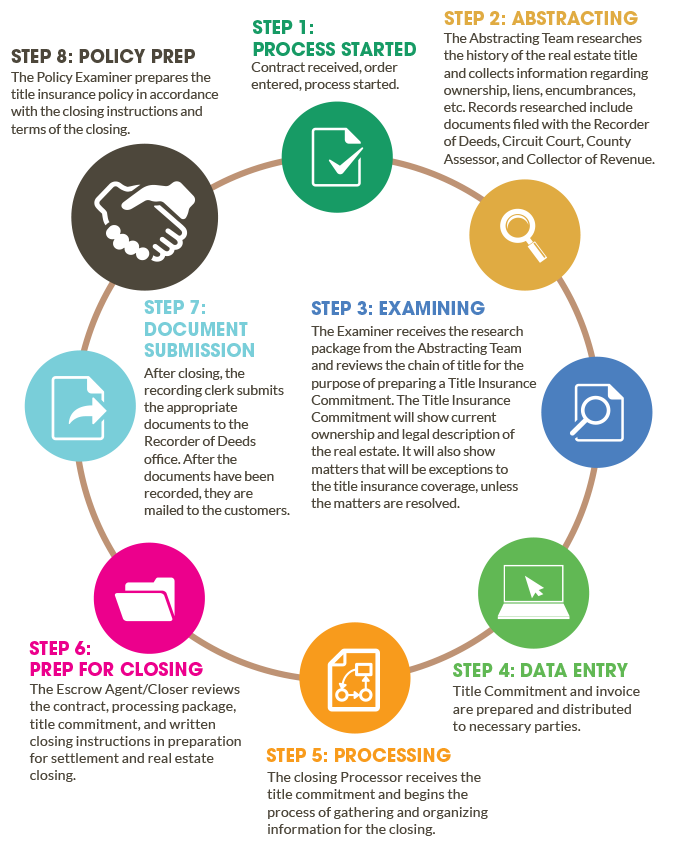 STEP 1:
PROCESS STARTED
Contract received, order
entered, process started.
STEP 2: ABSTRACTING
The Abstracting Team researches
the history of the real estate title
and collects information regarding
ownership, liens, encumbrances,
etc. Records researched include
documents filed with the Recorder
of Deeds, Circuit Court, County
Assessor, and Collector of Revenue.
STEP 3: EXAMINING
The Examiner receives the research
package from the Abstracting Team
and reviews the chain of title for the
purpose of preparing a Title Insurance
Commitment. The Title Insurance
Commitment will show current
ownership and legal description of
the real estate. It will also show
matters that will be exceptions to
the title insurance coverage, unless
the matters are resolved.
STEP 4: DATA ENTRY
Title Commitment and invoice
are prepared and distributed
to necessary parties.
STEP 5: PROCESSING
The closing Processor receives the
title commitment and begins the
process of gathering and organizing
information for the closing.
STEP 6:
PREP FOR CLOSING
The Escrow Agent/Closer reviews
the contract, processing package,
title commitment, and written
closing instructions in preparation
for settlement and real estate
closing.
STEP 7:
DOCUMENT
SUBMISSION
After closing, the
recording clerk submits
the appropriate
documents to the
Recorder of Deeds
office. After the
documents have been
recorded, they are
mailed to the customers.
STEP 8: POLICY PREP
The Policy Examiner prepares the
title insurance policy in accordance
with the closing instructions and
terms of the closing.